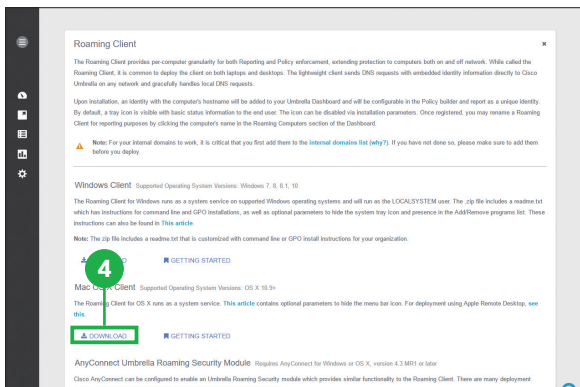 Roaming Client
×
The Roaming Client provides per-computer granularity for both Reporting and Policy enforcement, extending protection to computers both on and off network. While called the
Roaming Client, it is common to deploy the client on both laptops and desktops. The lightweight client sends DNS requests with embedded identity information directly to Cisco
Umbrella on any network and gracefully handles local DNS requests.
Upon installation, an identity with the computer's hostname will be added to your Umbrella Dashboard and will be configurable in the Policy builder and report as a unique identity.
By default, a tray icon is visible with basic status information to the end user. The icon can be disabled via installation parameters. Once registered, you may rename a Roaming
Client for reporting purposes by clicking the computer's name in the Roaming Computers section of the Dashboard.
Note: For your internal domains to work, it is critical that you first add them to the internal domains list (why?). If you have not done so, please make sure to add them
before you deploy.
Windows Client Supported Operating System Versions: Windows 7, 8, 8.1, 10
The Roaming Client for Windows runs as a system service on supported Windows operating systems and will run as the LOCALSYSTEM user. The .zip file includes a readme.txt
which has instructions for command line and GPO installations, as well as optional parameters to hide the system tray icon and presence in the Add/Remove programs list. These
instructions can also be found in This article.
Note: The zip file includes a readme.txt that is customized with command line or GPO install instructions for your organization.
GETTING STARTED
4
Mac OS X Client Supported Operating System Versions: OS X 10.9+
The Roaming Client for OS X runs as a system service. This article contains optional parameters to hide the menu bar icon. For deployment using Apple Remote Desktop, see
this.
DOWNLOAD GETTING STARTED
AnyConnect Umbrella Roaming Security Module Requires AnyConnect for Windows or OS X, version 4.3 MR1 or later
Cisco AnyConnect can be configured to enable an Umbrella Roaming Security module which provides similar functionality to the Roaming Client. There are many deployment